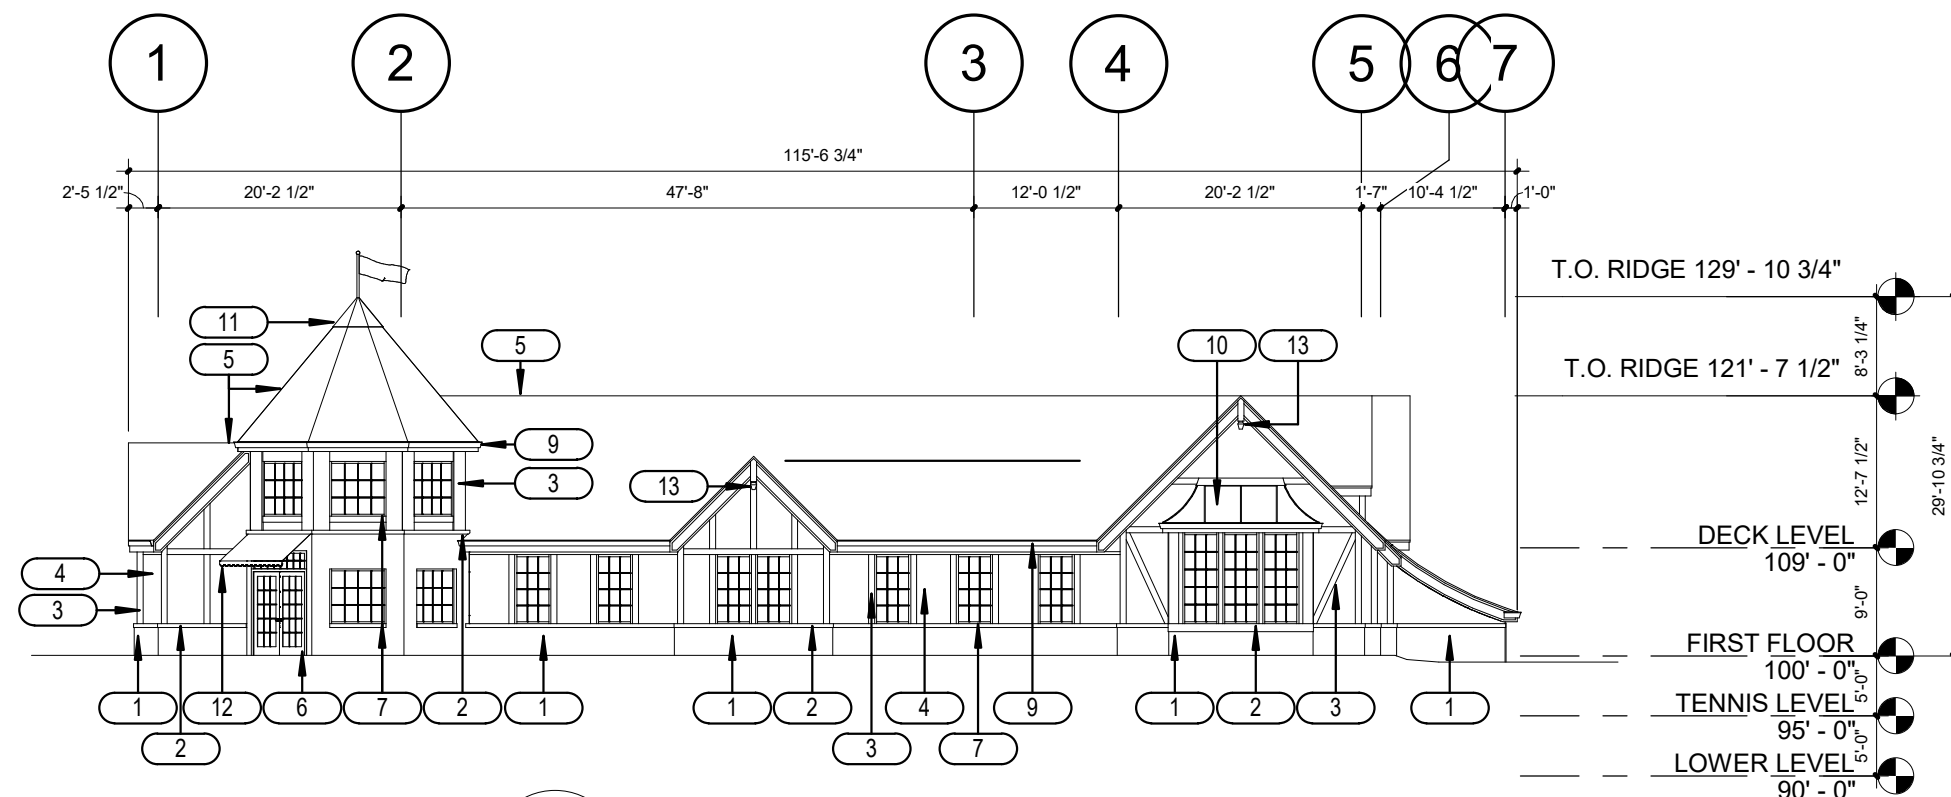 1 2 3 4 5 6 7
115'-6 3/4"
2'-5 1/2" 20'-2 1/2" 47'-8" 12'-0 1/2" 20'-2 1/2" 1'-7" 10'-4 1/2" 1'-0"
T.O. RIDGE 129' - 10 3/4"
11
8'-3 1/4"
5 5 10 13
T.O. RIDGE 121' - 7 1/2"
9
3
13
12'-7 1/2"
29'-10 3/4"
DECK LEVEL
109' - 0"
4
3
9'-0"
FIRST FLOOR
100' - 0"
5'-0"
1 12 6 7 2 1 1 2 4 9 1 2 3 1
TENNIS LEVEL
95' - 0"
2 3 7
5'-0"
LOWER LEVEL
90' - 0"